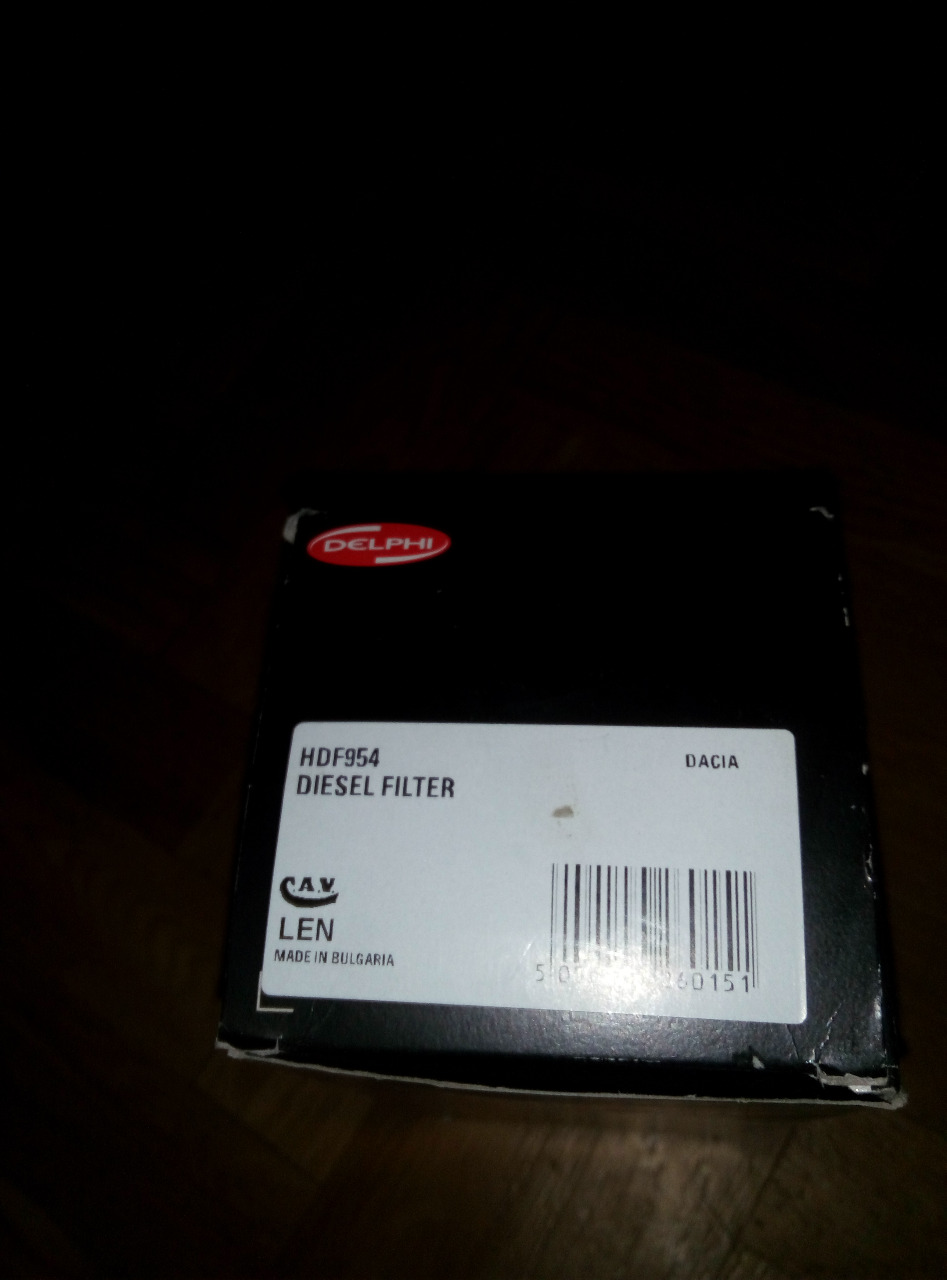 DELPHI
HDF954
DACIA
DIESEL FILTER
C.A.V.
LEN
MADE IN BULGARIA